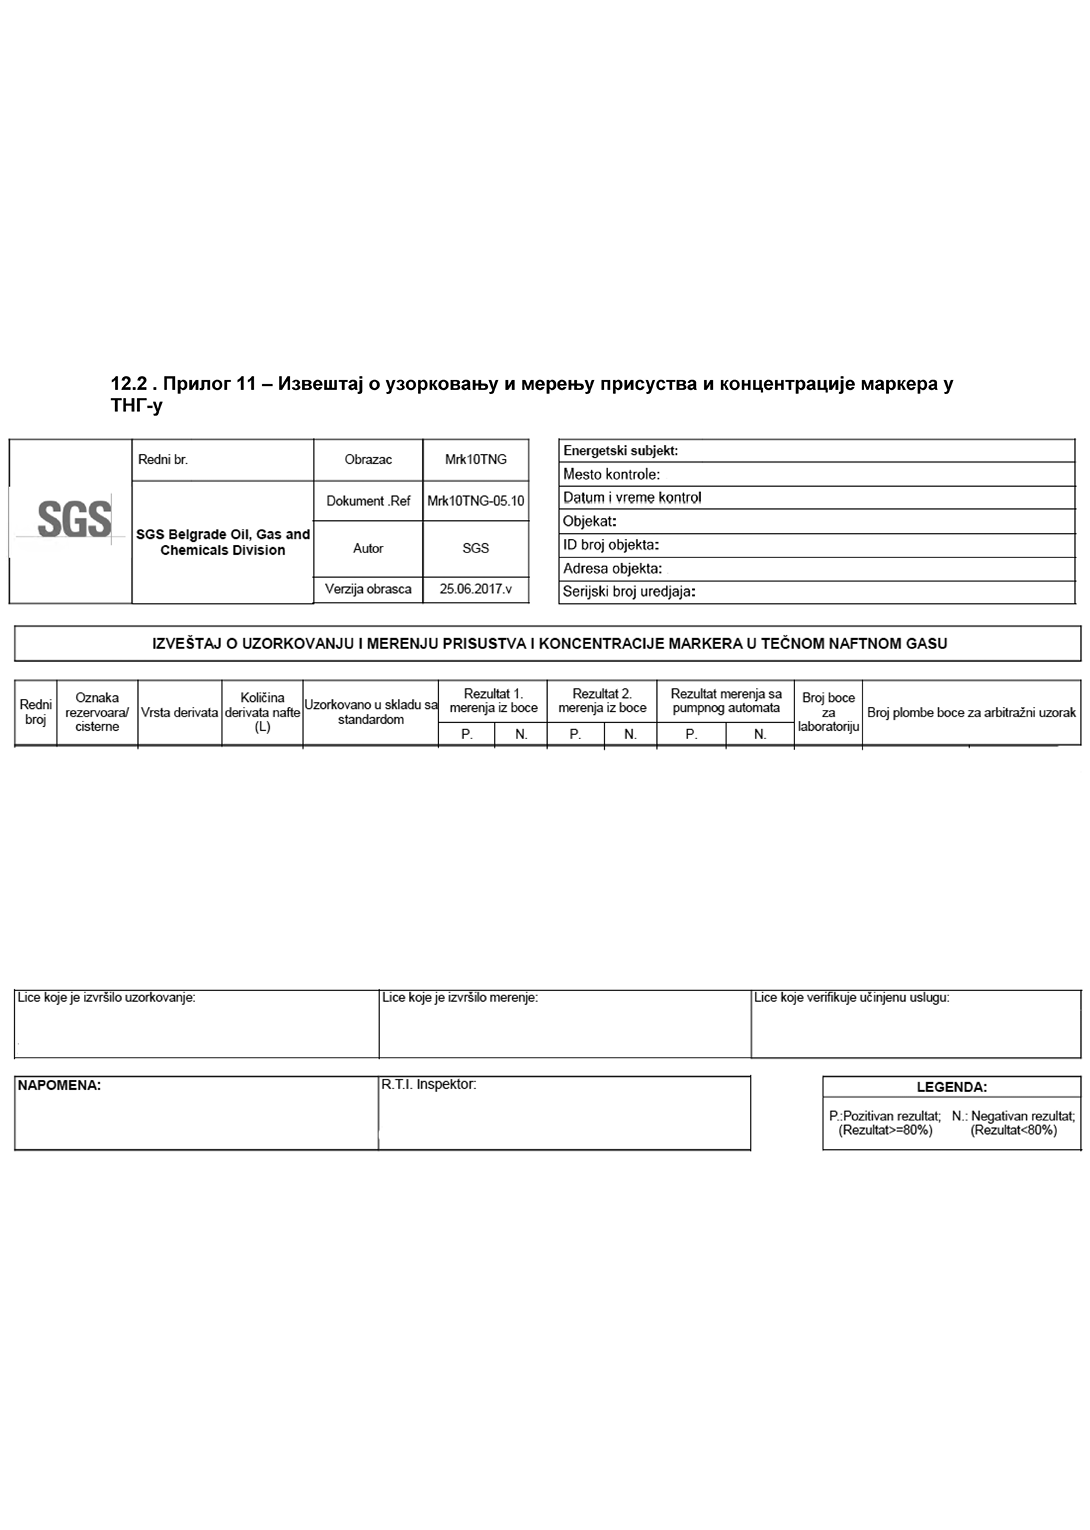 12.2 . Прилог 11 – Извештај о узорковању и мерењу присуства и концентрације маркера у
ТНГ-у
SGS
Redni br.
Obrazac
Mrk10TNG
SGS Belgrade Oil, Gas and
Chemicals Division
Dokument .Ref
Mrk10TNG-05.10
Autor
SGS
Verzija obrasca
25.06.2017.v
Energetski subjekt:
Mesto kontrole:
Datum i vreme kontrol
Objekat:
ID broj objekta:
Adresa objekta:
Serijski broj uredjaja:
IZVEŠTAJ O UZORKOVANJU I MERENJU PRISUSTVA I KONCENTRACIJE MARKERA U TEČNOM NAFTNOM GASU
Redni
broj
Oznaka
rezervoara/
cisterne
Vrsta derivata
Količina
derivata nafte
(L)
Uzorkovano u skladu sa
standardom
Rezultat 1.
merenja iz boce
P. N.
Rezultat 2.
merenja iz boce
P. N.
Rezultat merenja sa
pumpnog automata
P. N.
Broj boce
za
laboratoriju
Broj plombe boce za arbitražni uzorak
Lice koje je izvršilo uzorkovanje:
Lice koje je izvršilo merenje:
Lice koje verifikuje učinjenu uslugu:
NAPOMENA:
R.T.I. Inspektor:
LEGENDA:
P.:Pozitivan rezultat; N.: Negativan rezultat;
(Rezultat>=80%) (Rezultat<80%)